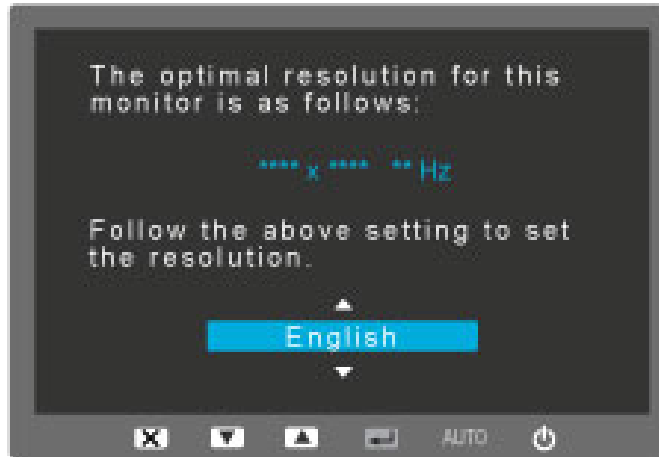 The optimal resolution for this
monitor is as follows:
**** x **** ** Hz
Follow the above setting to set
the resolution.
English
AUTO